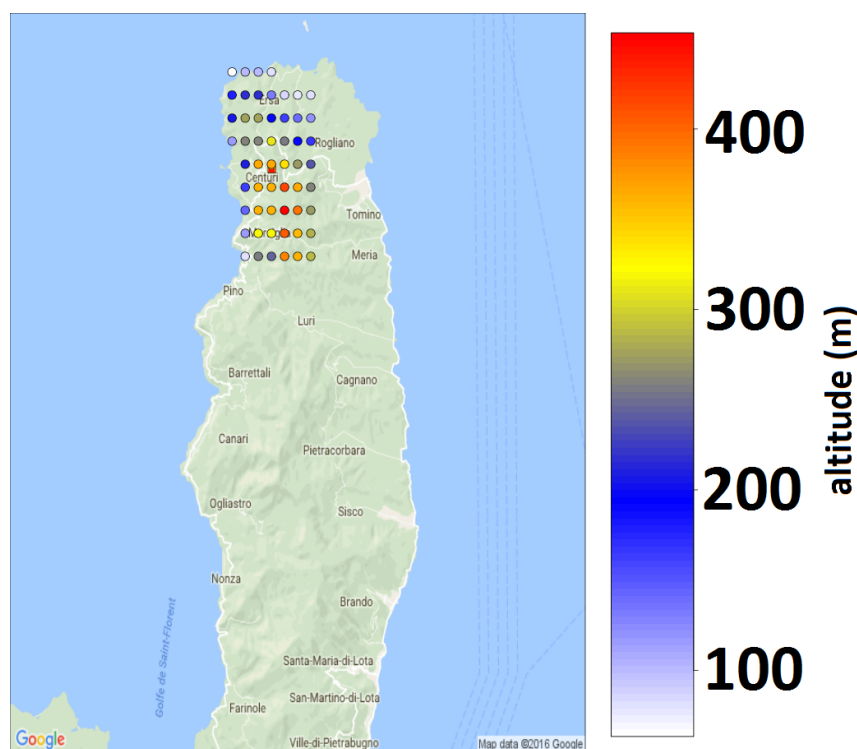 Ersa
Rogliano
Centuri
Tomino
Meria
Pino
Luri
Barrettali
Cagnano
Canari
Pietracorbara
Ogliastro
Sisco
Nonza
Brando
Golfe de Saint-Florent
Santa-Maria-di-Lota
San-Martino-di-Lota
Farinole
Ville-di-Pietrabugno
Google
Map data ©2016 Google
400
300
200
100
altitude (m)